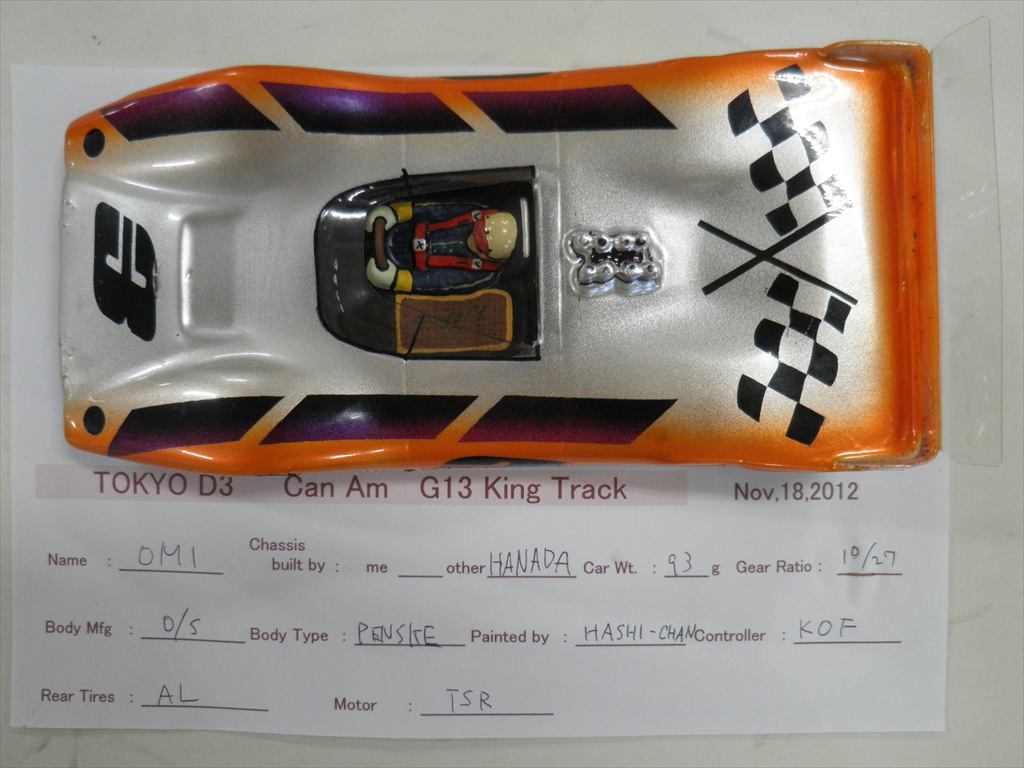 TOKYO D3 Can Am G13 King Track Nov,18,2012
Name : OMI Chassis built by : me ____ other HANADA Car Wt. : 93 g Gear Ratio : 10/27
Body Mfg : O/S Body Type : PENSKE Painted by : HASHI-CHAN Controller : KOF
Rear Tires : AL Motor : TSR